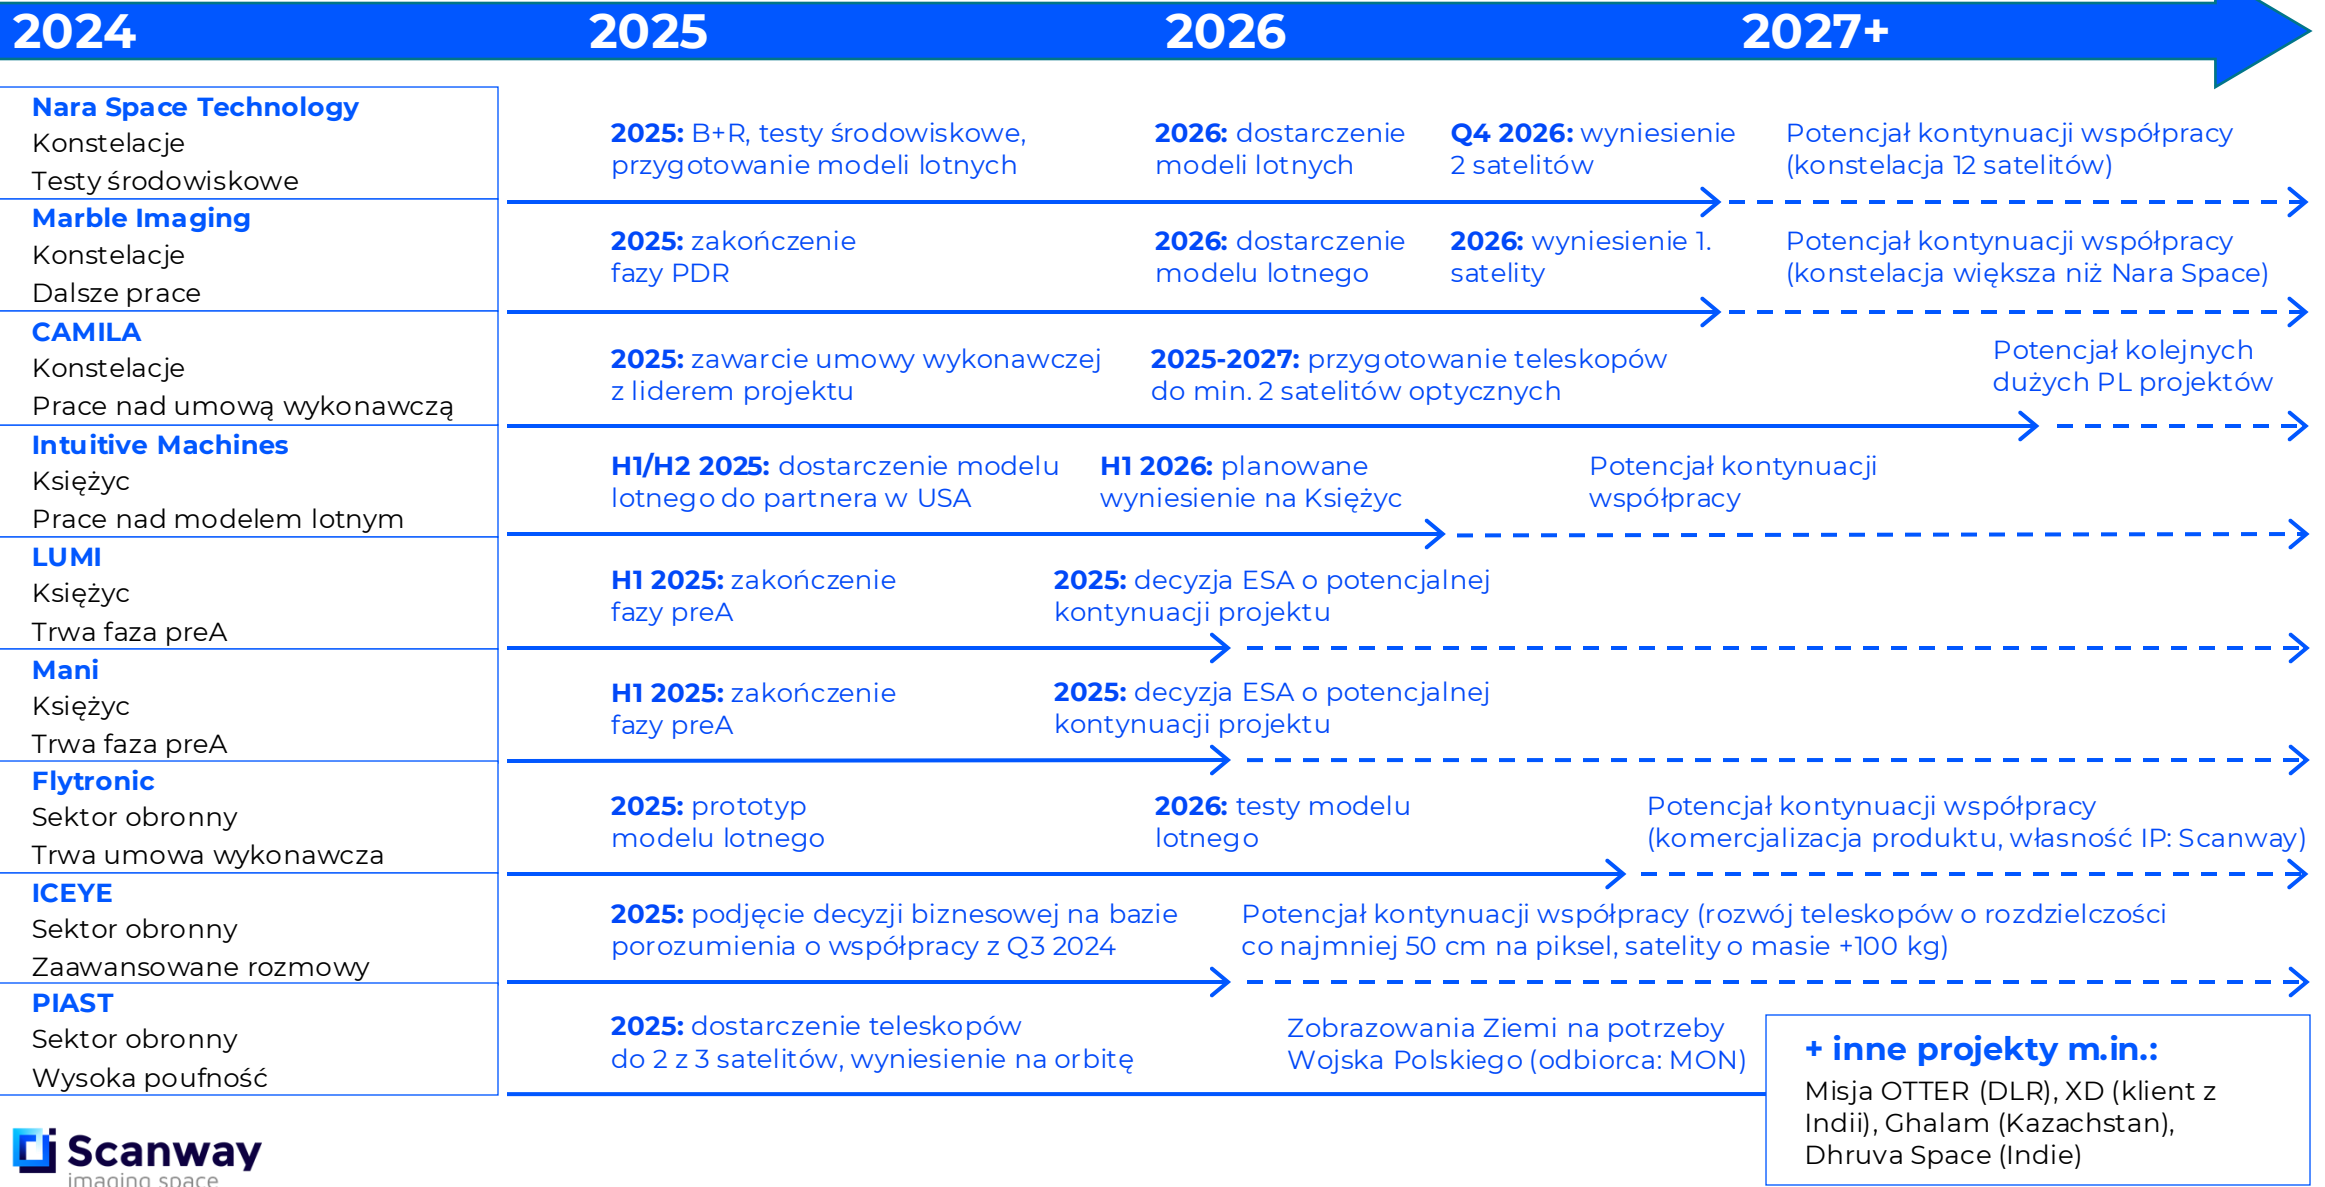 2024 2025 2026 2027+
Nara Space Technology
Konstelacje
Testy środowiskowe
2025: B+R, testy środowiskowe,
przygotowanie modeli lotnych
2026: dostarczenie
modeli lotnych
Q4 2026: wyniesienie
2 satelitów
Potencjał kontynuacji współpracy
(konstelacja 12 satelitów)
Marble Imaging
Konstelacje
Dalsze prace
2025: zakończenie
fazy PDR
2026: dostarczenie
modelu lotnego
2026: wyniesienie 1.
satelity
Potencjał kontynuacji współpracy
(konstelacja większa niż Nara Space)
CAMILA
Konstelacje
Prace nad umową wykonawczą
2025: zawarcie umowy wykonawczej
z liderem projektu
2025-2027: przygotowanie teleskopów
do min. 2 satelitów optycznych
Potencjał kolejnych
dużych PL projektów
Intuitive Machines
Księżyc
Prace nad modelem lotnym
H1/H2 2025: dostarczenie modelu
lotnego do partnera w USA
H1 2026: planowane
wyniesienie na Księżyc
Potencjał kontynuacji
współpracy
LUMI
Księżyc
Trwa faza preA
H1 2025: zakończenie
fazy preA
2025: decyzja ESA o potencjalnej
kontynuacji projektu
Mani
Księżyc
Trwa faza preA
H1 2025: zakończenie
fazy preA
2025: decyzja ESA o potencjalnej
kontynuacji projektu
Flytronic
Sektor obronny
Trwa umowa wykonawcza
2025: prototyp
modelu lotnego
2026: testy modelu
lotnego
Potencjał kontynuacji współpracy
(komercjalizacja produktu, własność IP: Scanway)
ICEYE
Sektor obronny
Zaawansowane rozmowy
2025: podjęcie decyzji biznesowej na bazie
porozumienia o współpracy z Q3 2024
Potencjał kontynuacji współpracy (rozwój teleskopów o rozdzielczości
co najmniej 50 cm na piksel, satelity o masie +100 kg)
PIAST
Sektor obronny
Wysoka poufność
2025: dostarczenie teleskopów
do 2 z 3 satelitów, wyniesienie na orbitę
Zobrazowania Ziemi na potrzeby
Wojska Polskiego (odbiorca: MON)
+ inne projekty m.in.:
Misja OTTER (DLR), XD (klient z
Indii), Ghalam (Kazachstan),
Dhruva Space (Indie)
Scanway
imaging space